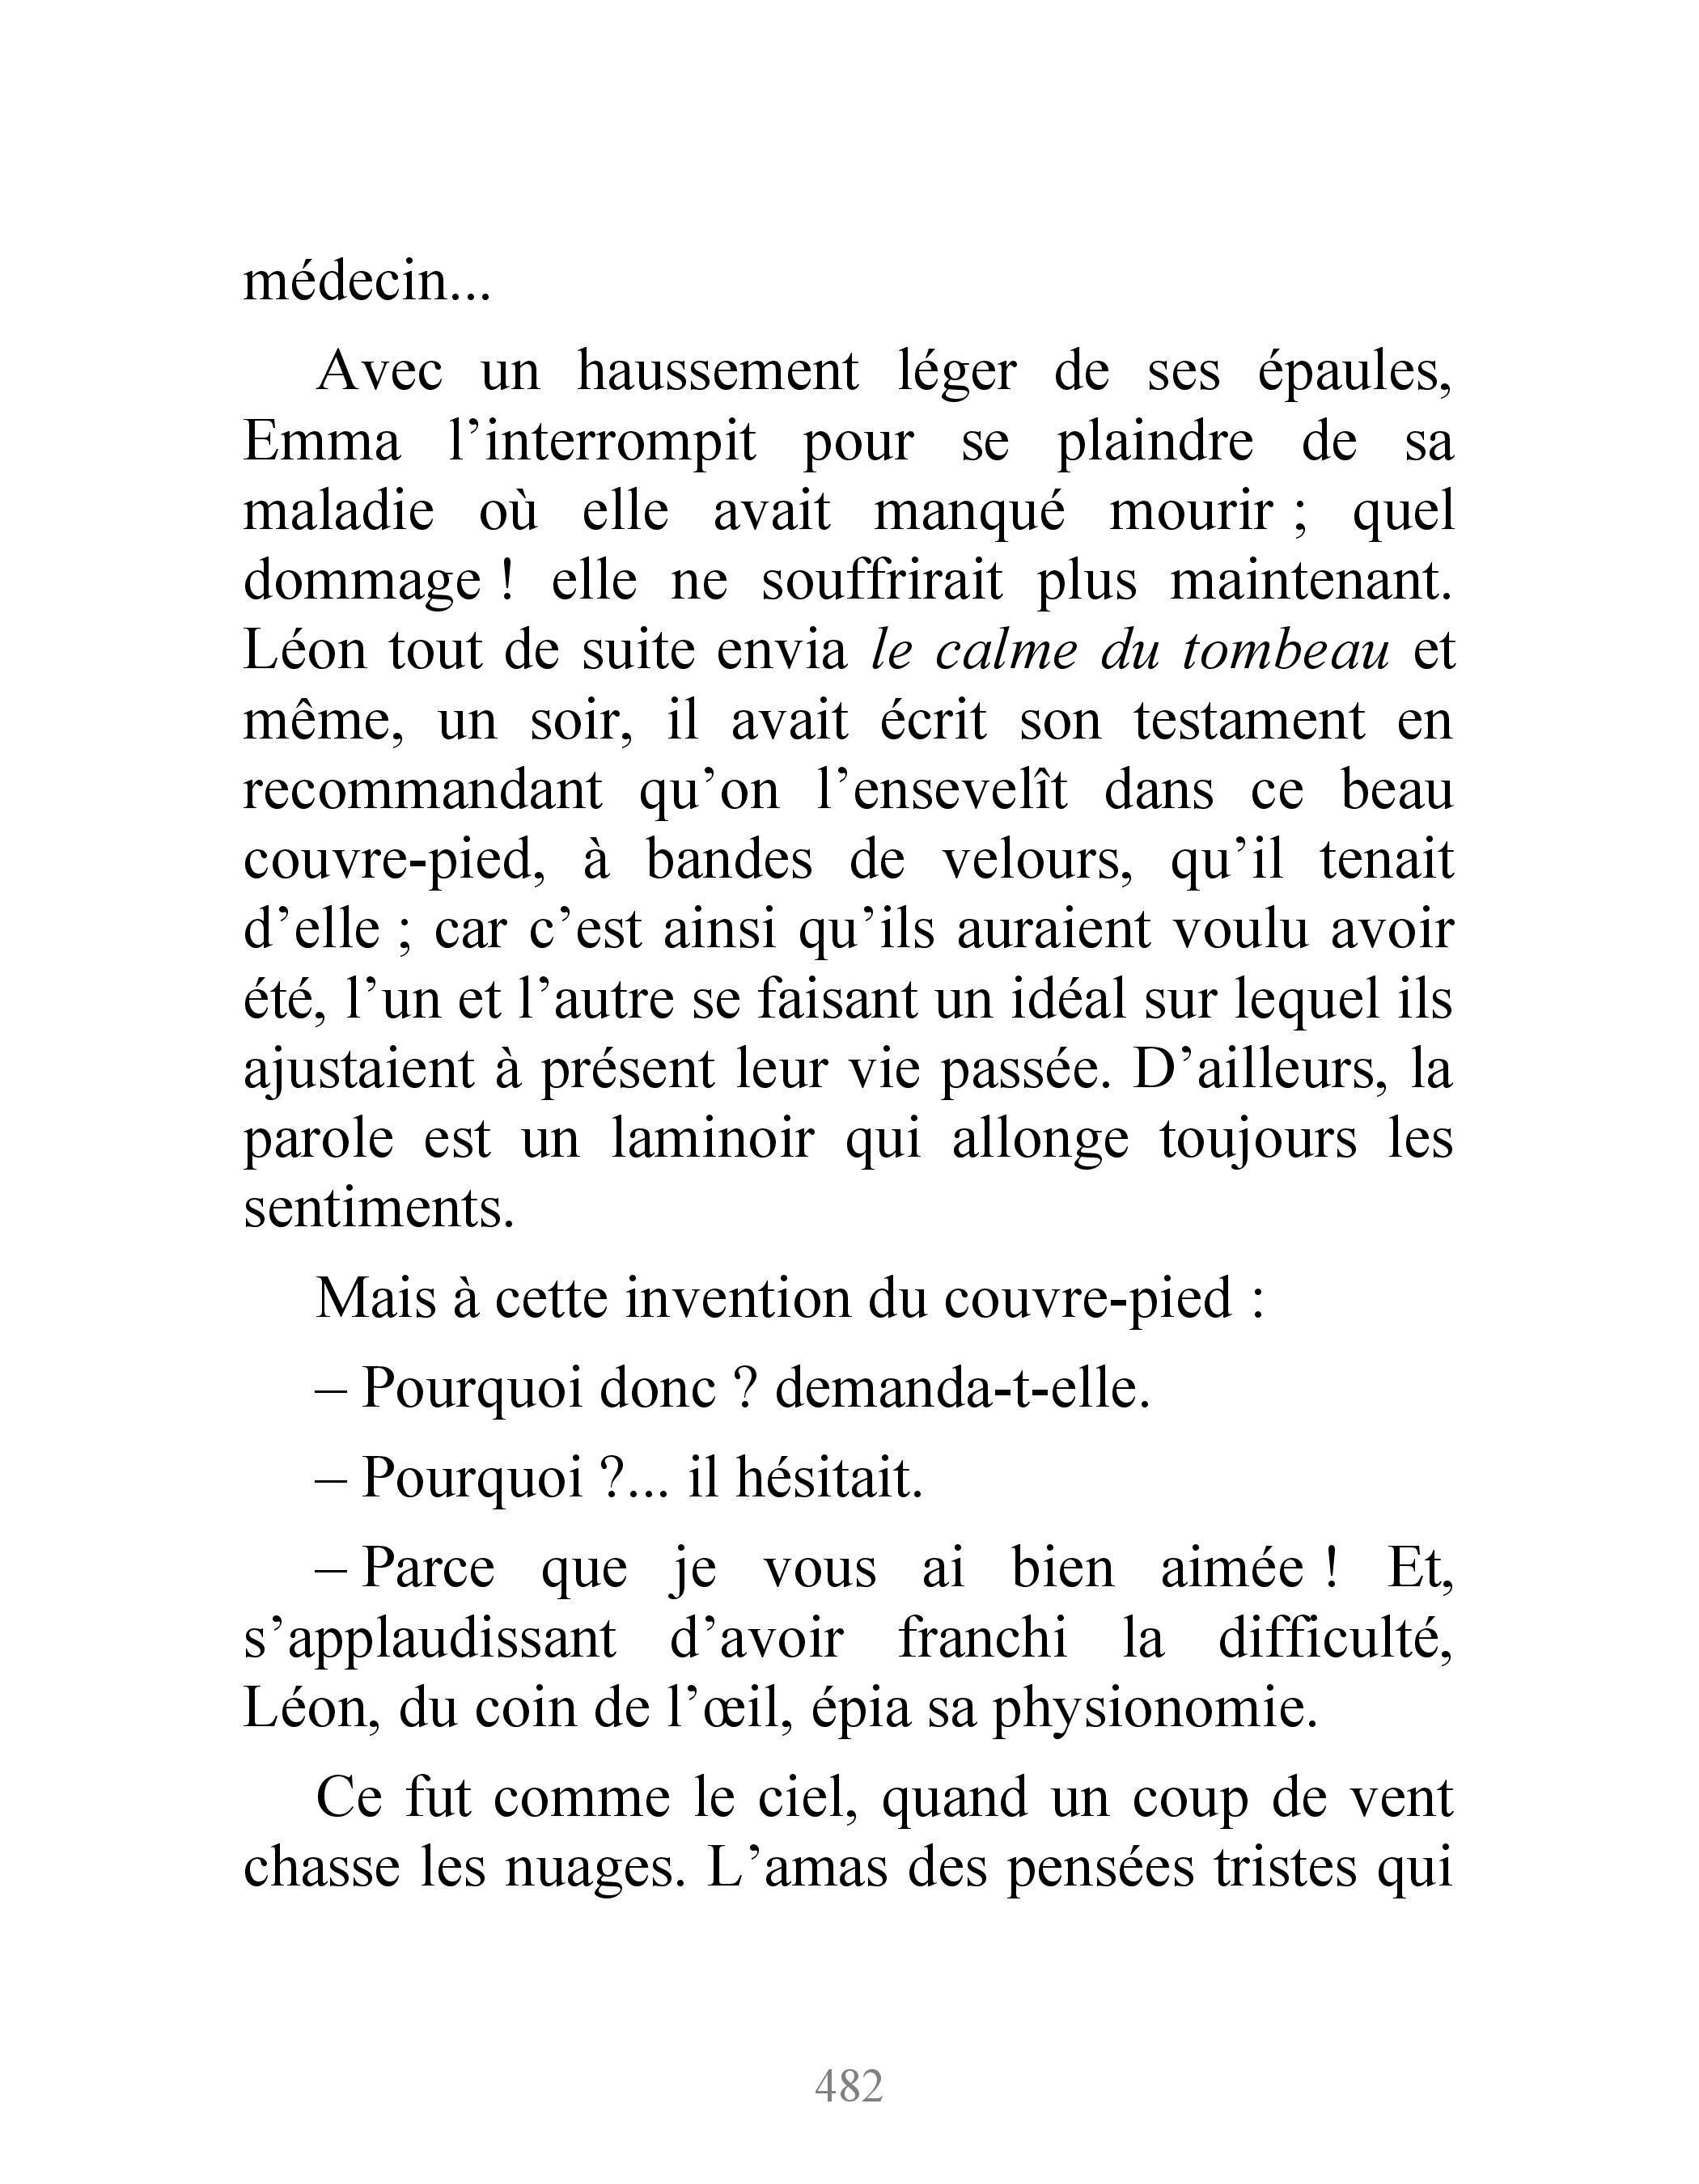 médecin...
Avec un haussement léger de ses épaules,
Emma l’interrompit pour se plaindre de sa
maladie où elle avait manqué mourir ; quel
dommage ! elle ne souffrirait plus maintenant.
Léon tout de suite envia le calme du tombeau et
même, un soir, il avait écrit son testament en
recommandant qu’on l’ensevelît dans ce beau
couvre-pied, à bandes de velours, qu’il tenait
d’elle ; car c’est ainsi qu’ils auraient voulu avoir
été, l’un et l’autre se faisant un idéal sur lequel ils
ajustaient à présent leur vie passée. D’ailleurs, la
parole est un laminoir qui allonge toujours les
sentiments.
Mais à cette invention du couvre-pied :
– Pourquoi donc ? demanda-t-elle.
– Pourquoi ?... il hésitait.
– Parce que je vous ai bien aimée ! Et,
s’applaudissant d’avoir franchi la difficulté,
Léon, du coin de l’œil, épia sa physionomie.
Ce fut comme le ciel, quand un coup de vent
chasse les nuages. L’amas des pensées tristes qui
482